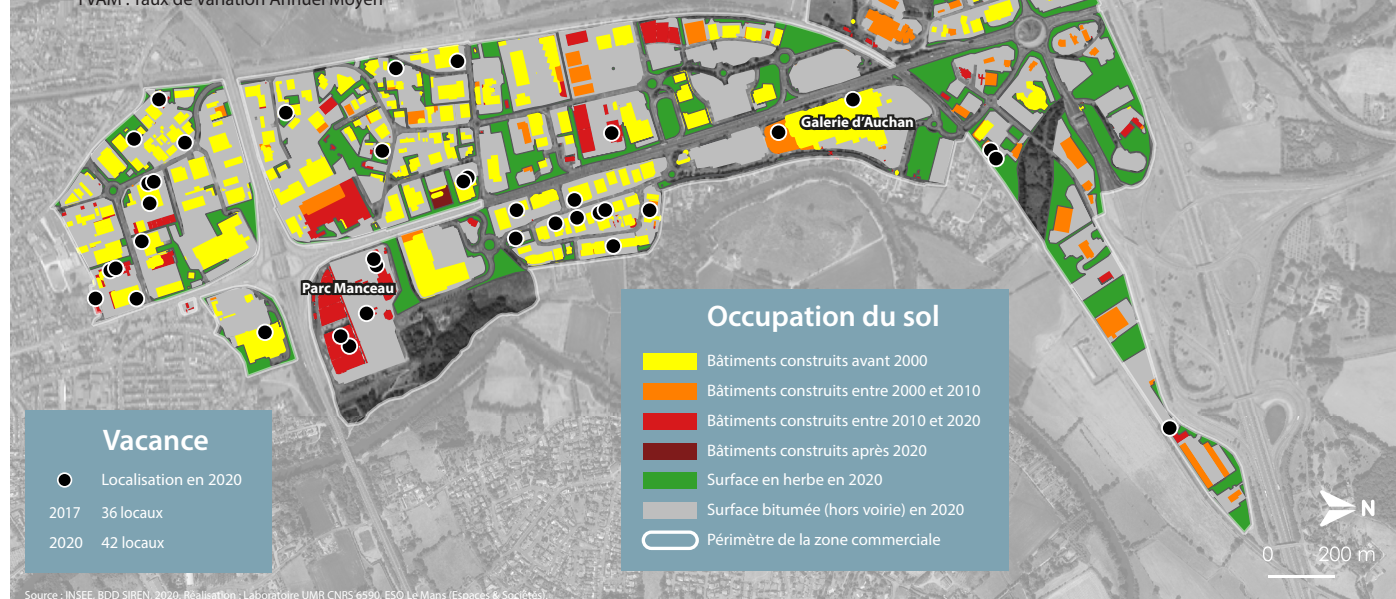 TVAM : Taux de variation Annuel Moyen
Galerie d'Auchan
Parc Manceau
Occupation du sol
Bâtiments construits avant 2000
Bâtiments construits entre 2000 et 2010
Bâtiments construits entre 2010 et 2020
Bâtiments construits après 2020
Surface en herbe en 2020
Surface bitumée (hors voirie) en 2020
Périmètre de la zone commerciale
Vacance
Localisation en 2020
2017 36 locaux
2020 42 locaux
N
0 200 m
Source : INSEE, BDD SIREN, 2020, Réalisation : Laboratoire UMR CNRS 6590, ESO Le Mans (Espaces & Sociétés)